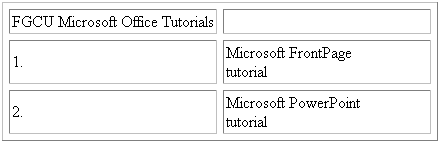 FGCU Microsoft Office Tutorials
1.
Microsoft FrontPage
tutorial
2.
Microsoft PowerPoint
tutorial